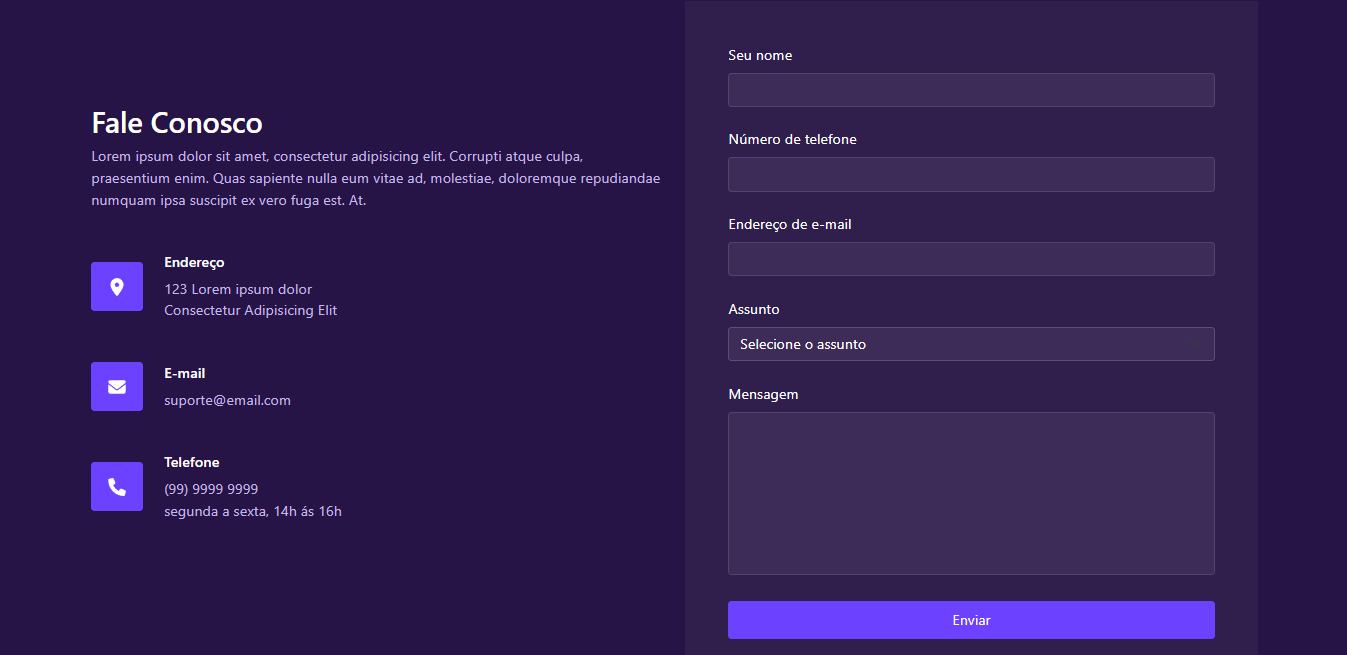 Fale Conosco
Lorem ipsum dolor sit amet, consectetur adipisicing elit. Corrupti atque culpa,
praesentium enim. Quas sapiente nulla eum vitae ad, molestiae, doloremque repudiandae
numquam ipsa suscipit ex vero fuga est. At.
Endereço
123 Lorem ipsum dolor
Consectetur Adipisicing Elit
E-mail
suporte@email.com
Telefone
(99) 9999 9999
segunda a sexta, 14h ás 16h
Seu nome
Número de telefone
Endereço de e-mail
Assunto
Selecione o assunto
Mensagem
Enviar